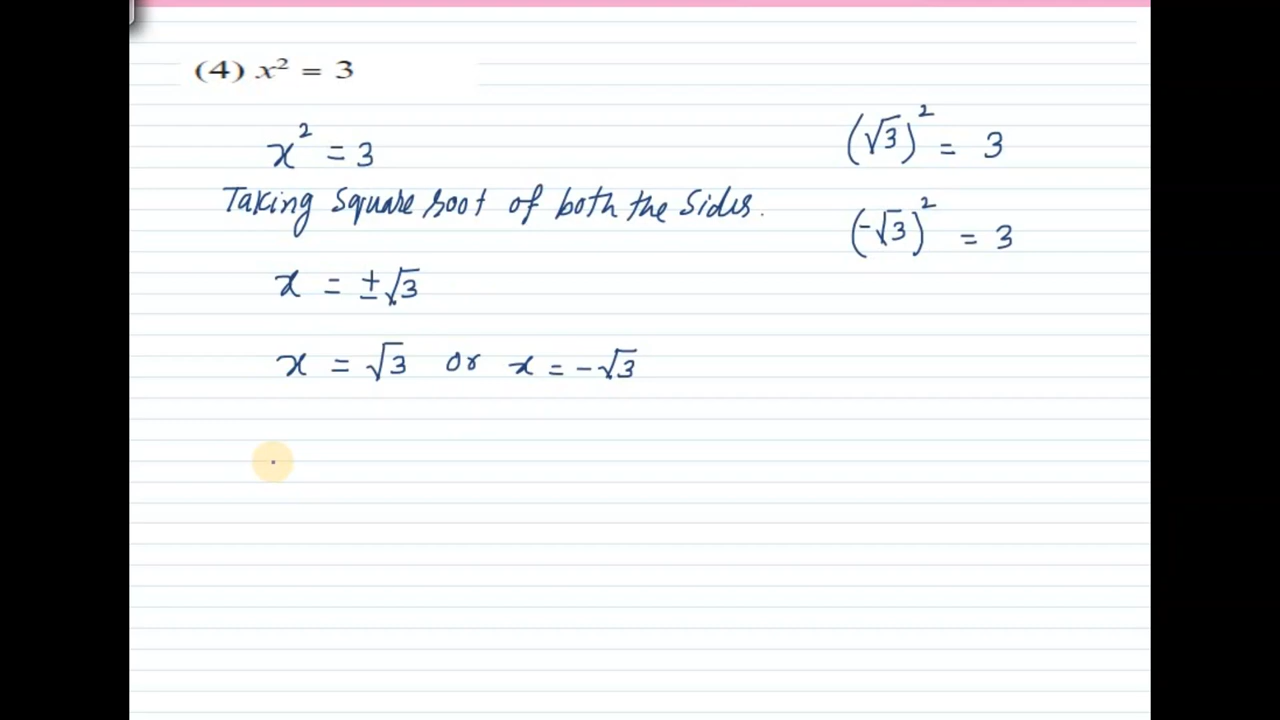 (4) x² = 3
x² = 3
Taking Square root of both the Sides.
x = ±√3
x = √3 or x = -√3
(√3)² = 3
(-√3)² = 3